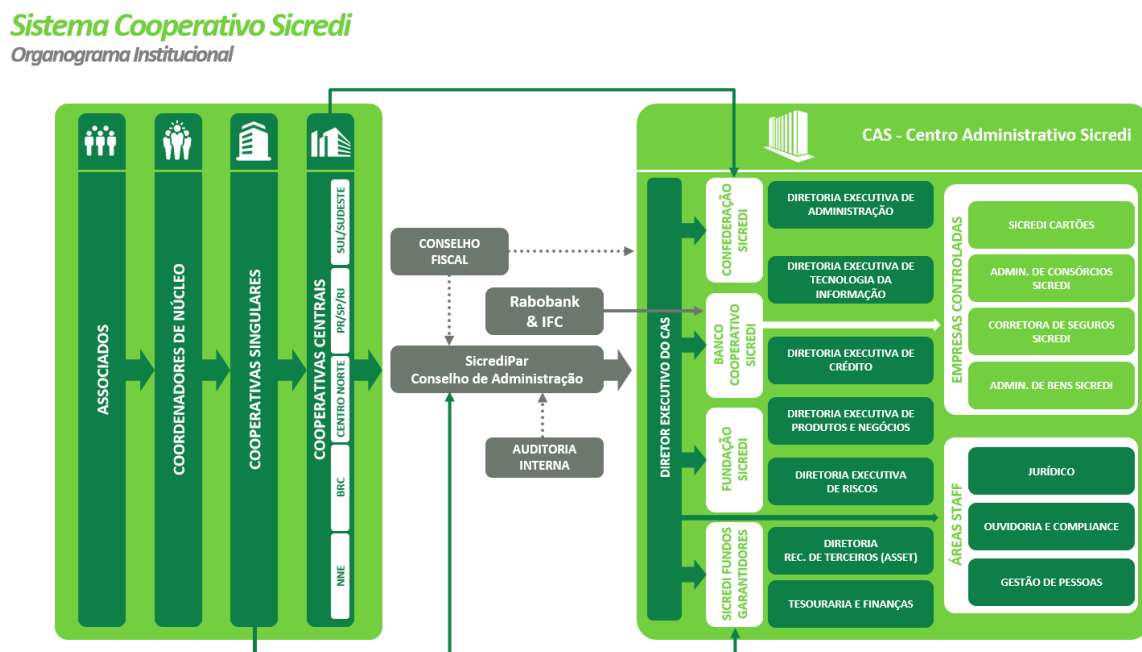 Sistema Cooperativo Sicredi
Organograma Institucional
ASSOCIADOS
COORDENADORES DE NÚCLEO
COOPERATIVAS SINGULARES
COOPERATIVAS CENTRAIS
SUL/SUDESTE
PR/SP/RJ
CENTRO NORTE
BRC
NNE
CONSELHO
FISCAL
Rabobank
& IFC
SicrediPar
Conselho de Administração
AUDITORIA
INTERNA
CAS - Centro Administrativo Sicredi
DIRETOR EXECUTIVO DO CAS
CONFEDERAÇÃO
SICREDI
BANCO
COOPERATIVO
SICREDI
FUNDAÇÃO
SICREDI
SICREDI FUNDOS
GARANTIDORES
DIRETORIA EXECUTIVA DE
ADMINISTRAÇÃO
DIRETORIA EXECUTIVA DE
TECNOLOGIA DA
INFORMAÇÃO
DIRETORIA EXECUTIVA DE
CRÉDITO
DIRETORIA EXECUTIVA DE
PRODUTOS E NEGÓCIOS
DIRETORIA EXECUTIVA
DE RISCOS
DIRETORIA
REC. DE TERCEIROS (ASSET)
TESOURARIA E FINANÇAS
EMPRESAS CONTROLADAS
SICREDI CARTÕES
ADMIN. DE CONSÓRCIOS
SICREDI
CORRETORA DE SEGUROS
SICREDI
ADMIN. DE BENS SICREDI
ÁREAS STAFF
JURÍDICO
OUVIDORIA E COMPLIANCE
GESTÃO DE PESSOAS